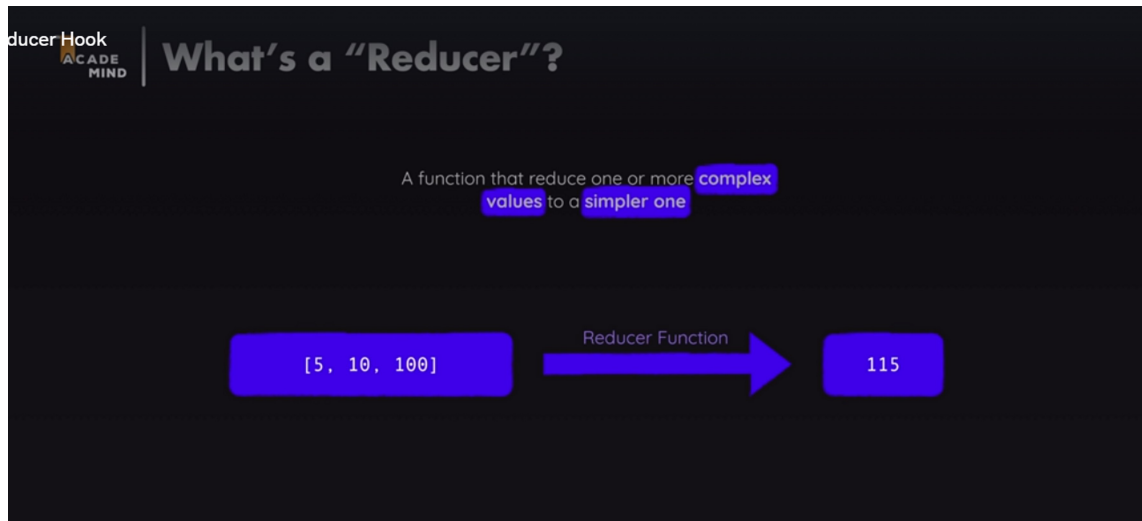 ducer Hook
ACADE
MIND
What's a "Reducer"?
A function that reduce one or more complex
values to a simpler one
Reducer Function
[5, 10, 100]
115